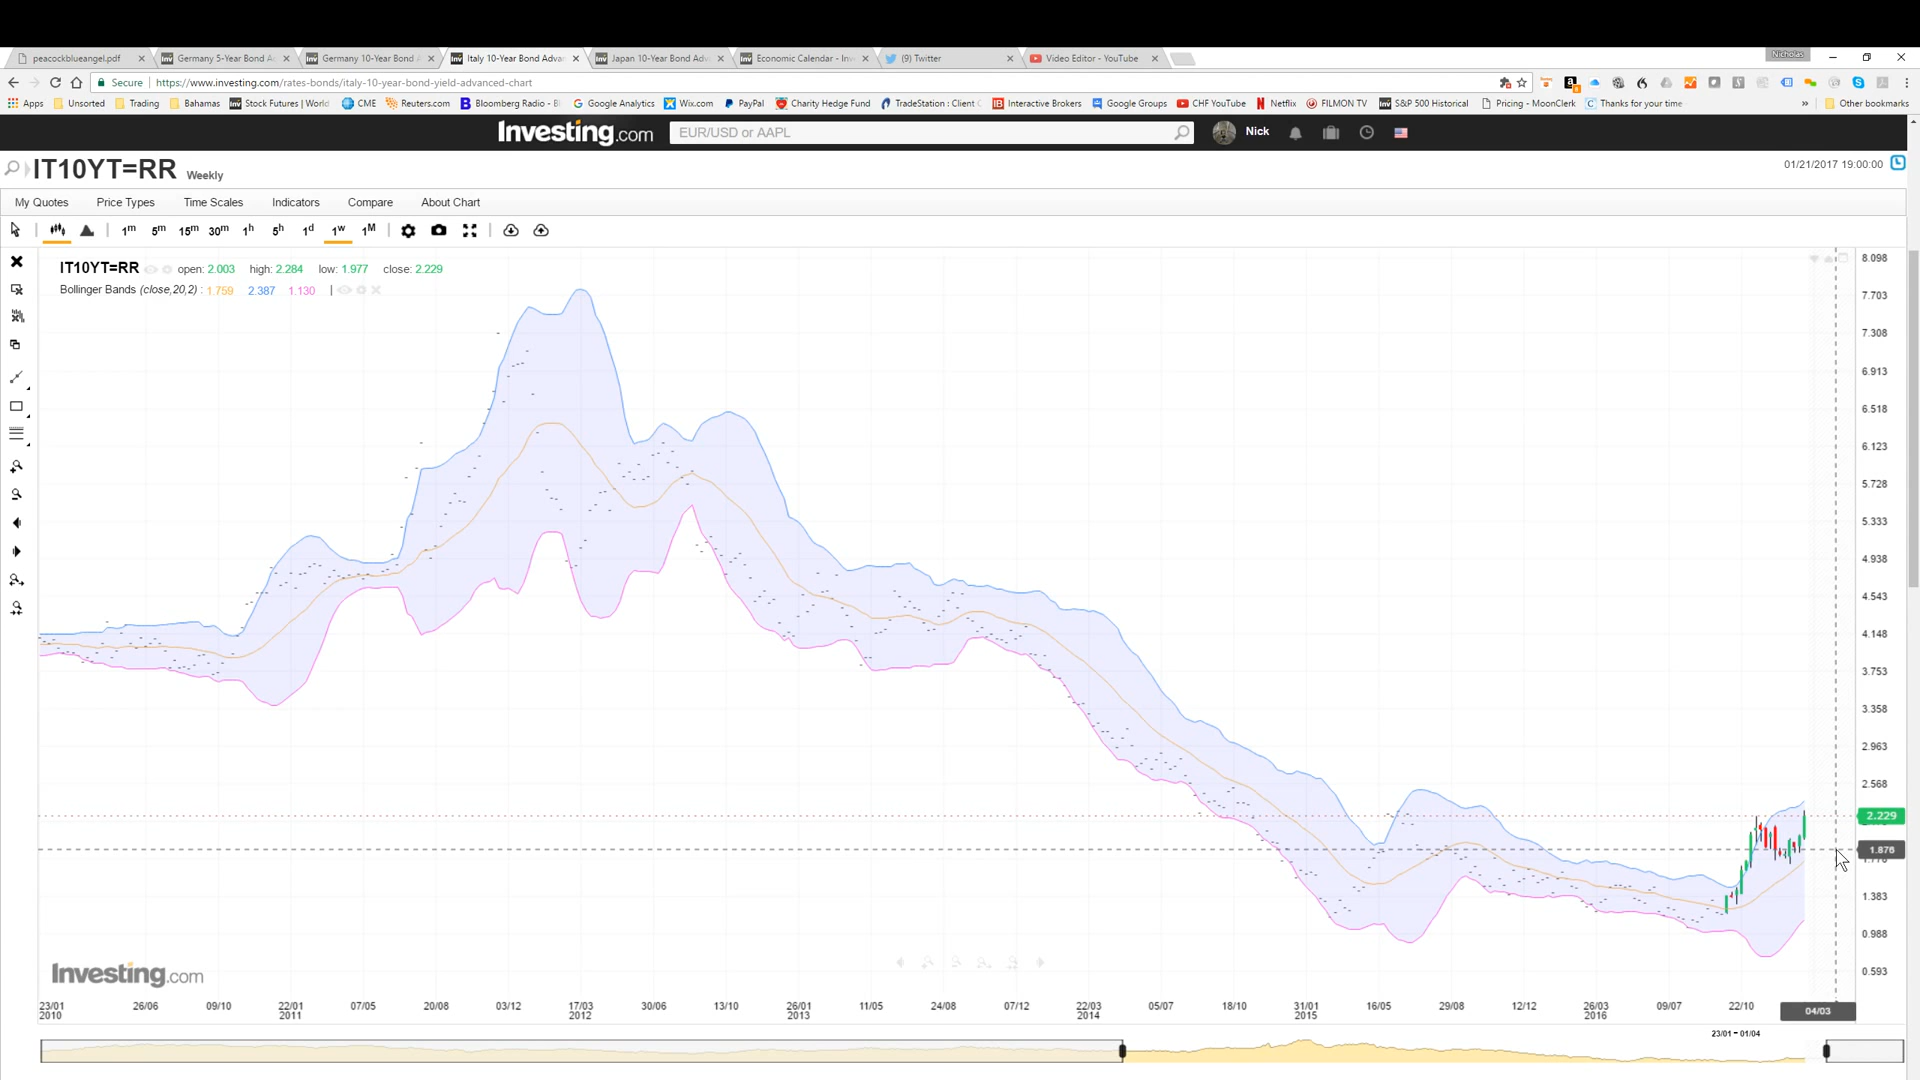 Nicholas
peacockblueangel.pdf
Germany 5-Year Bond A
Germany 10-Year Bond A
Italy 10-Year Bond Adva
Japan 10-Year Bond Adv
Economic Calendar - Inv
(9) Twitter
Video Editor - YouTube
Secure
https://www.investing.com/rates-bonds/italy-10-year-bond-yield-advanced-chart
Apps Unsorted Trading Bahamas Stock Futures | World CME Reuters.com Bloomberg Radio - B Google Analytics Wix.com PayPal Charity Hedge Fund TradeStation : Client Interactive Brokers Google Groups CHF YouTube Netflix FILMON TV S&P 500 Historical Pricing - MoonClerk Thanks for your time » Other bookmarks
Investing.com
EUR/USD or AAPL
Nick
IT10YT=RR Weekly
01/21/2017 19:00:00
My Quotes Price Types Time Scales Indicators Compare About Chart
1m 5m 15m 30m 1h 5h 1d 1w 1M
IT10YT=RR open: 2.003 high: 2.284 low: 1.977 close: 2.229
Bollinger Bands (close,20,2) : 1.759 2.387 1.130
8.098
7.703
7.308
6.913
6.518
6.123
5.728
5.333
4.938
4.543
4.148
3.753
3.358
2.963
2.568
2.229
1.876
1.383
0.988
0.593
Investing.com
23/01 26/06 09/10 22/01 07/05 20/08 03/12 17/03 30/06 13/10 26/01 11/05 24/08 07/12 22/03 05/07 18/10 31/01 16/05 29/08 12/12 26/03 09/07 22/10 04/03
2010 2011 2012 2013 2014 2015 2016
23/01 - 01/04